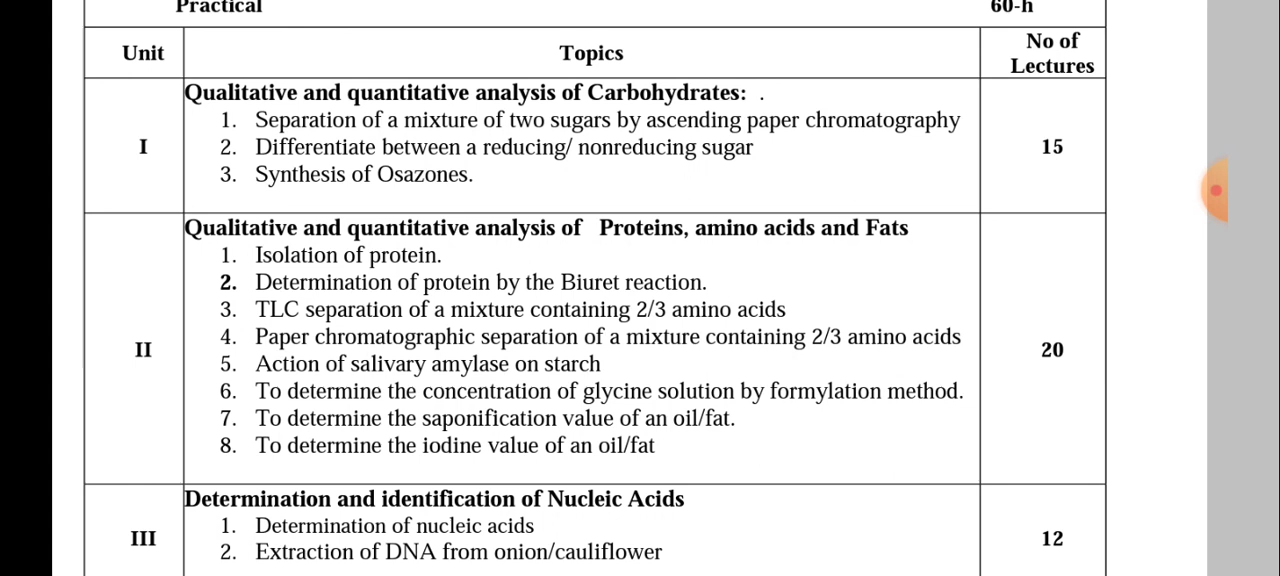 Practical 60-h
Unit Topics No of Lectures
Qualitative and quantitative analysis of Carbohydrates: .
1. Separation of a mixture of two sugars by ascending paper chromatography
I 2. Differentiate between a reducing/ nonreducing sugar 15
3. Synthesis of Osazones.
Qualitative and quantitative analysis of Proteins, amino acids and Fats
1. Isolation of protein.
2. Determination of protein by the Biuret reaction.
3. TLC separation of a mixture containing 2/3 amino acids
4. Paper chromatographic separation of a mixture containing 2/3 amino acids
II 20
5. Action of salivary amylase on starch
6. To determine the concentration of glycine solution by formylation method.
7. To determine the saponification value of an oil/fat.
8. To determine the iodine value of an oil/fat
Determination and identification of Nucleic Acids
1. Determination of nucleic acids
III 12
2. Extraction of DNA from onion/cauliflower